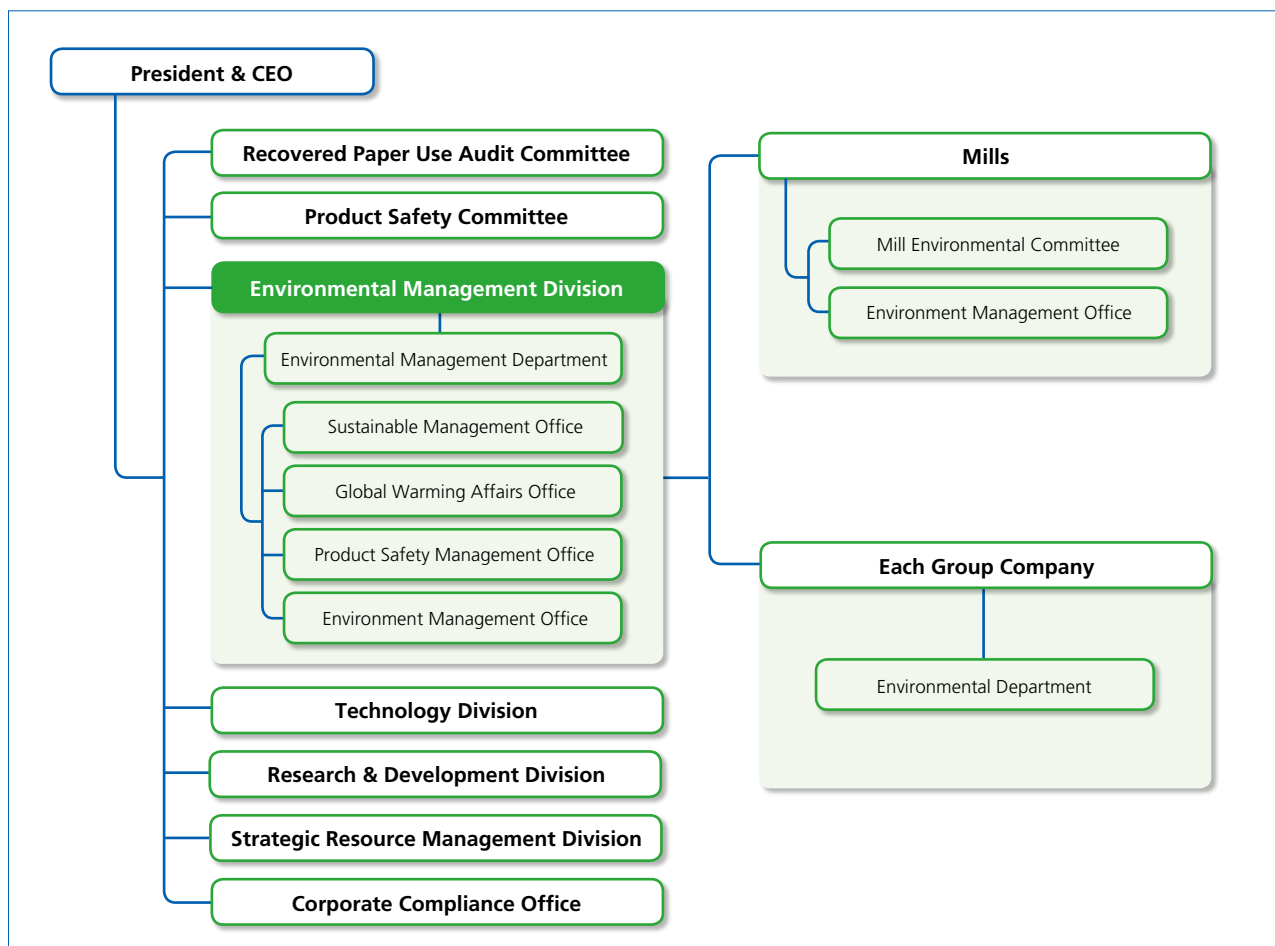 President & CEO
Recovered Paper Use Audit Committee
Product Safety Committee
Environmental Management Division
Environmental Management Department
Sustainable Management Office
Global Warming Affairs Office
Product Safety Management Office
Environment Management Office
Technology Division
Research & Development Division
Strategic Resource Management Division
Corporate Compliance Office
Mills
Mill Environmental Committee
Environment Management Office
Each Group Company
Environmental Department